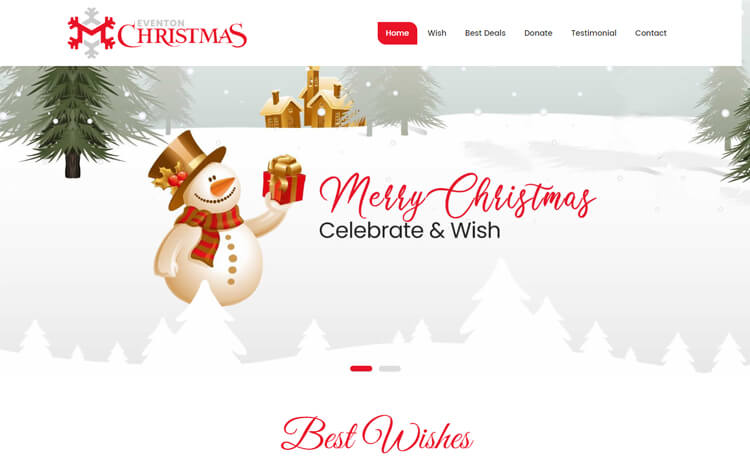 EVENTON
CHRISTMAS
Home Wish Best Deals Donate Testimonial Contact
Merry Christmas
Celebrate & Wish
Best Wishes